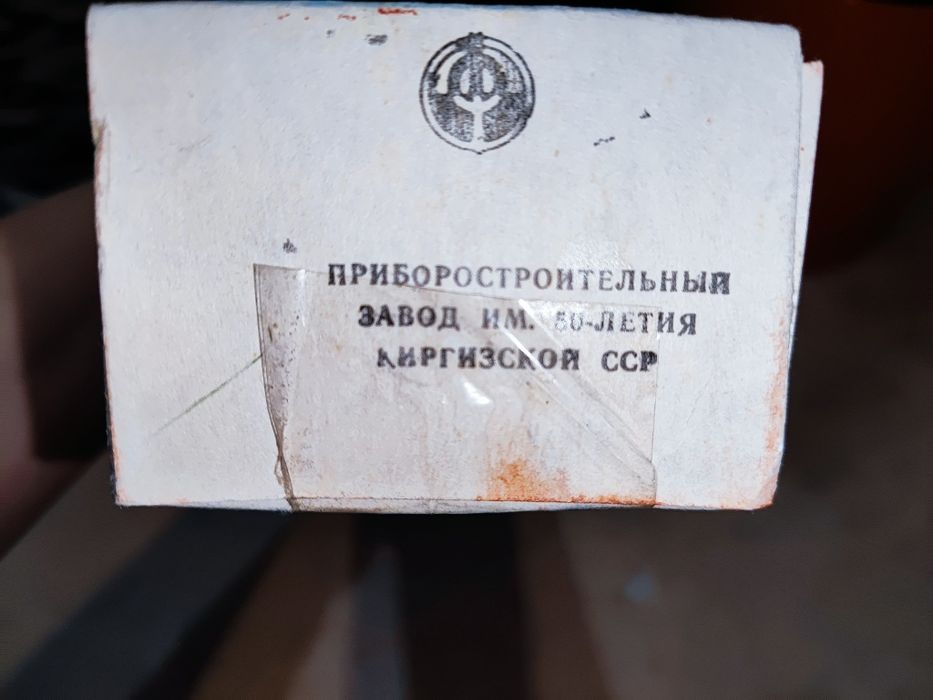 ПРИБОРОСТРОИТЕЛЬНЫЙ
ЗАВОД ИМ. 50-ЛЕТИЯ
КИРГИЗСКОЙ ССР